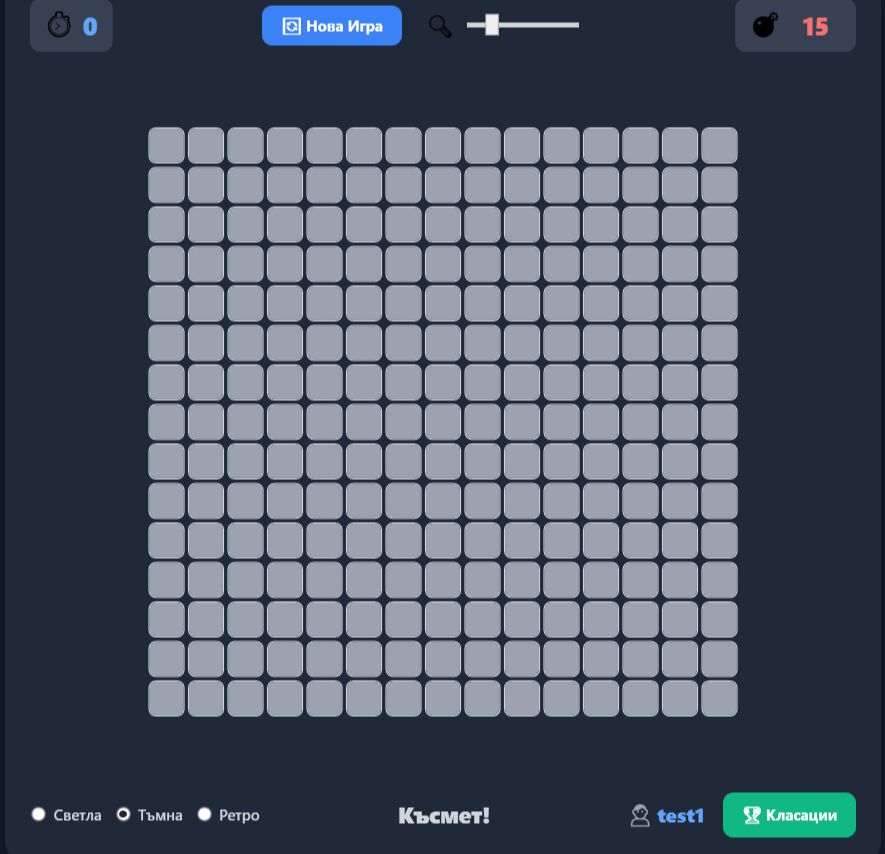 0
Нова Игра
15
Светла
Тъмна
Ретро
Късмет!
test1
Класации